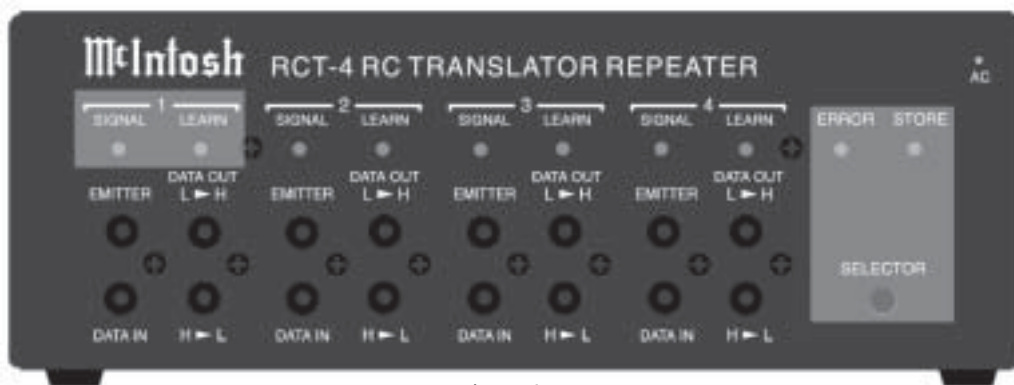 McIntosh RCT-4 RC TRANSLATOR REPEATER
AC
1 2 3 4
SIGNAL LEARN SIGNAL LEARN SIGNAL LEARN SIGNAL LEARN ERROR STORE
DATA OUT DATA OUT DATA OUT DATA OUT
EMITTER L ► H EMITTER L ► H EMITTER L ► H EMITTER L ► H
SELECTOR
DATA IN H ► L DATA IN H ► L DATA IN H ► L DATA IN H ► L